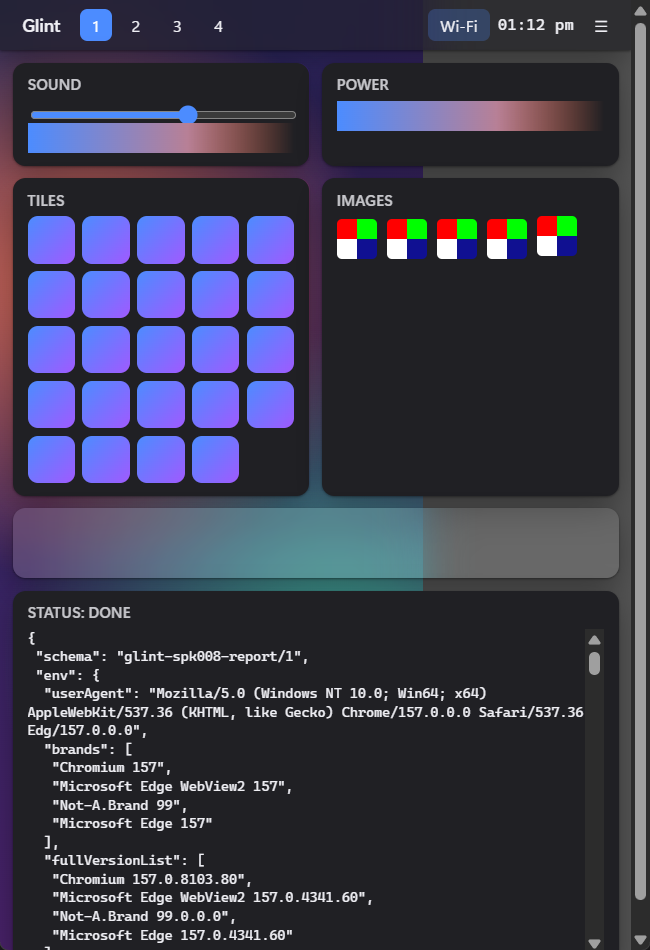 Glint 1 2 3 4 Wi-Fi 01:12 pm ☰
SOUND
POWER
TILES
IMAGES
STATUS: DONE
{
"schema": "glint-spk008-report/1",
"env": {
"userAgent": "Mozilla/5.0 (Windows NT 10.0; Win64; x64)
AppleWebKit/537.36 (KHTML, like Gecko) Chrome/157.0.0.0 Safari/537.36
Edg/157.0.0.0",
"brands": [
"Chromium 157",
"Microsoft Edge WebView2 157",
"Not-A.Brand 99",
"Microsoft Edge 157"
],
"fullVersionList": [
"Chromium 157.0.8103.80",
"Microsoft Edge WebView2 157.0.4341.60",
"Not-A.Brand 99.0.0.0",
"Microsoft Edge 157.0.4341.60"